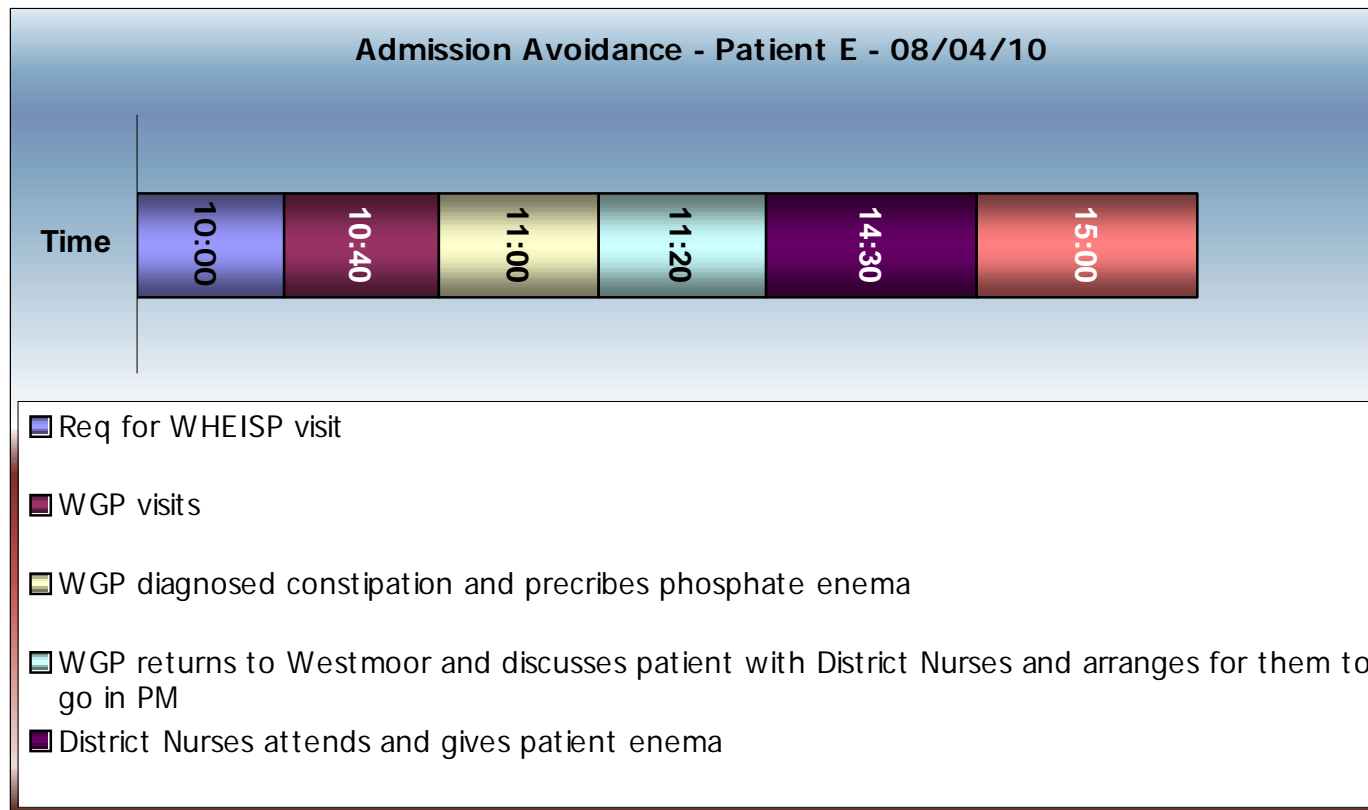 Admission Avoidance - Patient E - 08/04/10
Time
10:00
10:40
11:00
11:20
14:30
15:00
Req for WHEISP visit
WGP visits
WGP diagnosed constipation and precribes phosphate enema
WGP returns to Westmoor and discusses patient with District Nurses and arranges for them to
go in PM
District Nurses attends and gives patient enema